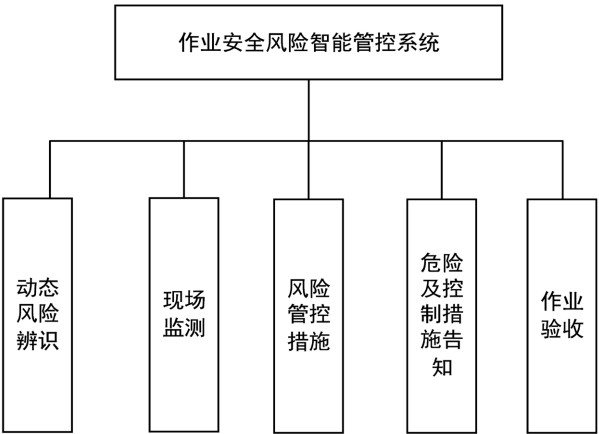 作业安全风险智能管控系统
动态
风险
辨识
现场
监测
风险
管控
措施
危险
及控
制措
施告
知
作业
验收